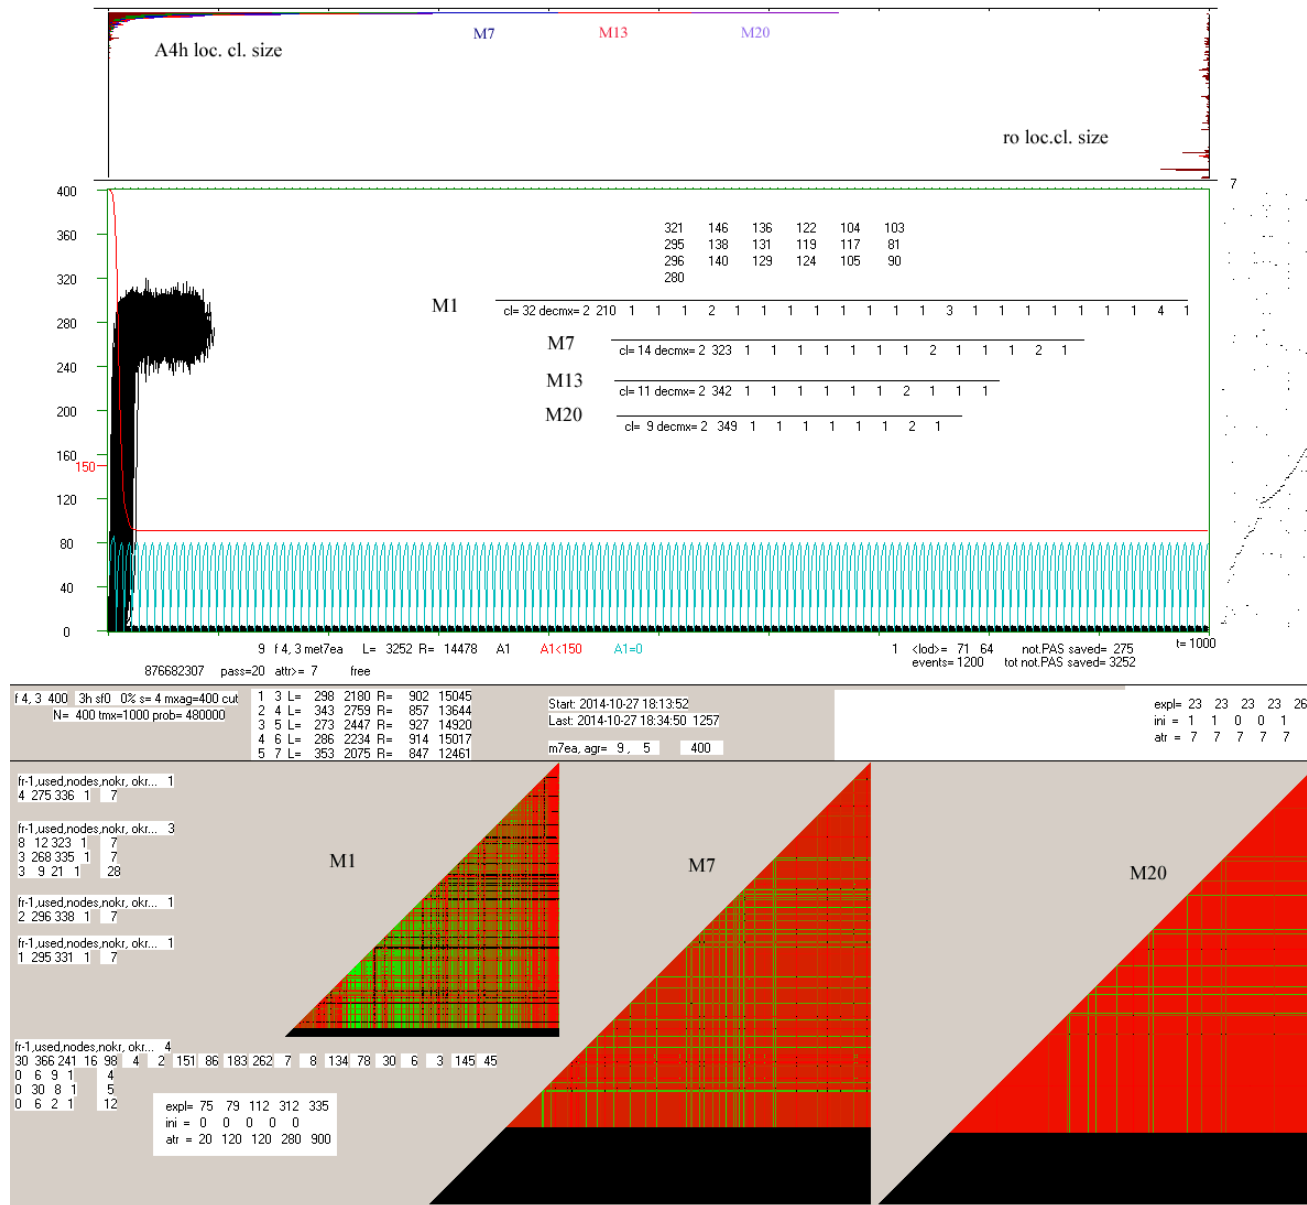 M7 M13 M20
A4h loc. cl. size
ro loc.cl. size
7
400
360
320
280
240
200
160
150
120
80
40
0
321 146 136 122 104 103
295 138 131 119 117 81
296 140 129 124 105 90
280
M1 cl= 32 decmx= 2 210 1 1 1 2 1 1 1 1 1 1 1 1 3 1 1 1 1 1 1 1 4 1
M7 cl= 14 decmx= 2 323 1 1 1 1 1 1 1 2 1 1 1 2 1
M13 cl= 11 decmx= 2 342 1 1 1 1 1 1 2 1 1 1
M20 cl= 9 decmx= 2 349 1 1 1 1 1 1 2 1
9 f 4, 3 met7ea L= 3252 R= 14478 A1 A1<150 A1=0 1 <lod>= 71 64 not.PAS saved= 275 t= 1000
876682307 pass=20 attr>= 7 free events= 1200 tot not.PAS saved= 3252
f 4, 3 400 3h sf0 0% s= 4 mxag=400 cut
N= 400 tmx=1000 prob= 480000
1 3 L= 298 2180 R= 902 15045
2 4 L= 343 2759 R= 857 13644
3 5 L= 273 2447 R= 927 14920
4 6 L= 286 2234 R= 914 15017
5 7 L= 353 2075 R= 847 12461
Start: 2014-10-27 18:13:52
Last: 2014-10-27 18:34:50 1257
m7ea, agr= 9 , 5 400
expl= 23 23 23 23 26
ini = 1 1 0 0 1
atr = 7 7 7 7 7
fr-1,used,nodes,nokr, okr... 1
4 275 336 1 7
fr-1,used,nodes,nokr, okr... 3
8 12 323 1 7
3 268 335 1 7
3 9 21 1 28
fr-1,used,nodes,nokr, okr... 1
2 296 338 1 7
fr-1,used,nodes,nokr, okr... 1
1 295 331 1 7
M1
M7
M20
fr-1,used,nodes,nokr, okr... 4
30 366 241 16 98 4 2 151 86 183 262 7 8 134 78 30 6 3 145 45
0 6 9 1 4
0 30 8 1 5
0 6 2 1 12
expl= 75 79 112 312 335
ini = 0 0 0 0 0
atr = 20 120 120 280 900